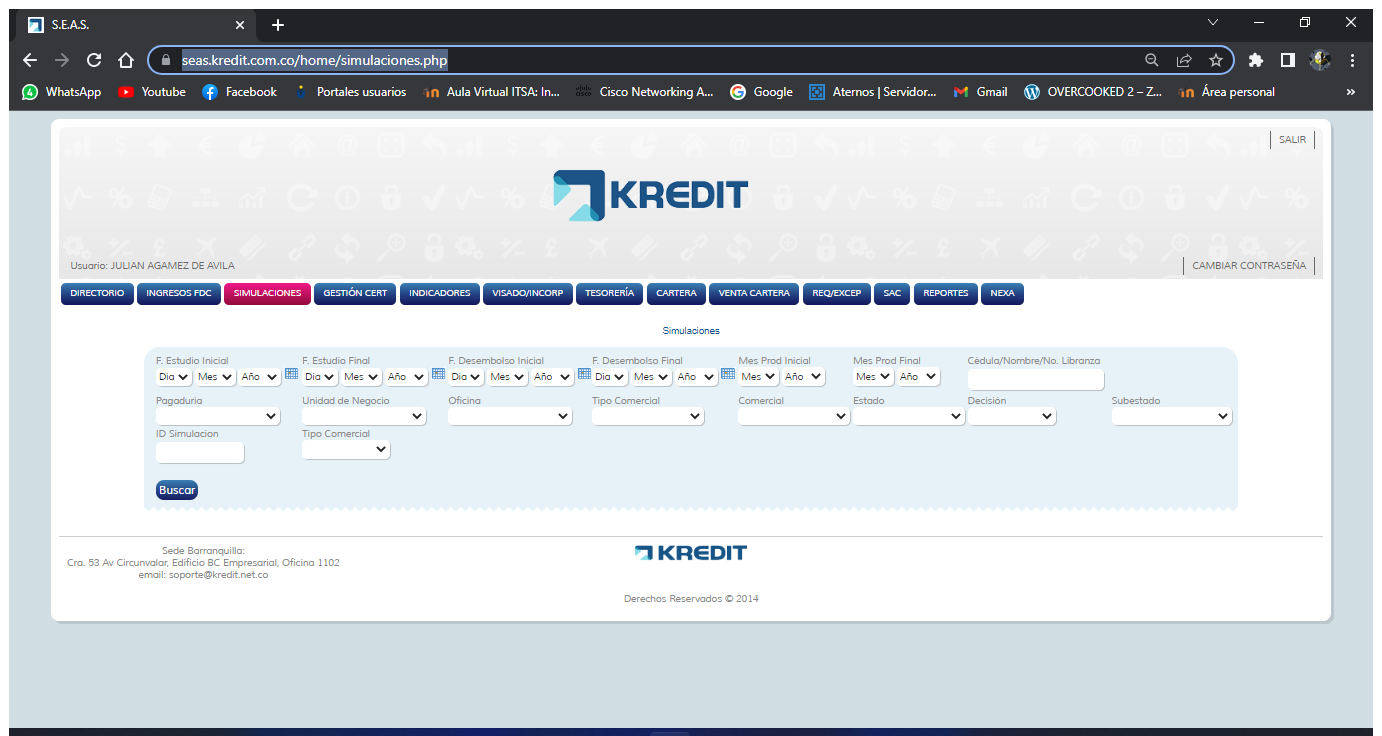 S.E.A.S.
seas.kredit.com.co/home/simulaciones.php
WhatsApp Youtube Facebook Portales usuarios Aula Virtual ITSA: In... Cisco Networking A... Google Aternos | Servidor... Gmail OVERCOOKED 2 – Z... Área personal »
SALIR
KREDIT
Usuario: JULIAN AGAMEZ DE AVILA CAMBIAR CONTRASEÑA
DIRECTORIO INGRESOS FDC SIMULACIONES GESTIÓN CERT INDICADORES VISADO/INCORP TESORERÍA CARTERA VENTA CARTERA REQ/EXCEP SAC REPORTES NEXA
Simulaciones
F. Estudio Inicial F. Estudio Final F. Desembolso Inicial F. Desembolso Final Mes Prod Inicial Mes Prod Final Cédula/Nombre/No. Libranza
Dia Mes Año Dia Mes Año Dia Mes Año Dia Mes Año Mes Año Mes Año
Pagaduria Unidad de Negocio Oficina Tipo Comercial Comercial Estado Decisión Subestado
ID Simulacion Tipo Comercial
Buscar
Sede Barranquilla:
Cra. 53 Av Circunvalar, Edificio BC Empresarial, Oficina 1102
email: soporte@kredit.net.co
KREDIT
Derechos Reservados © 2014